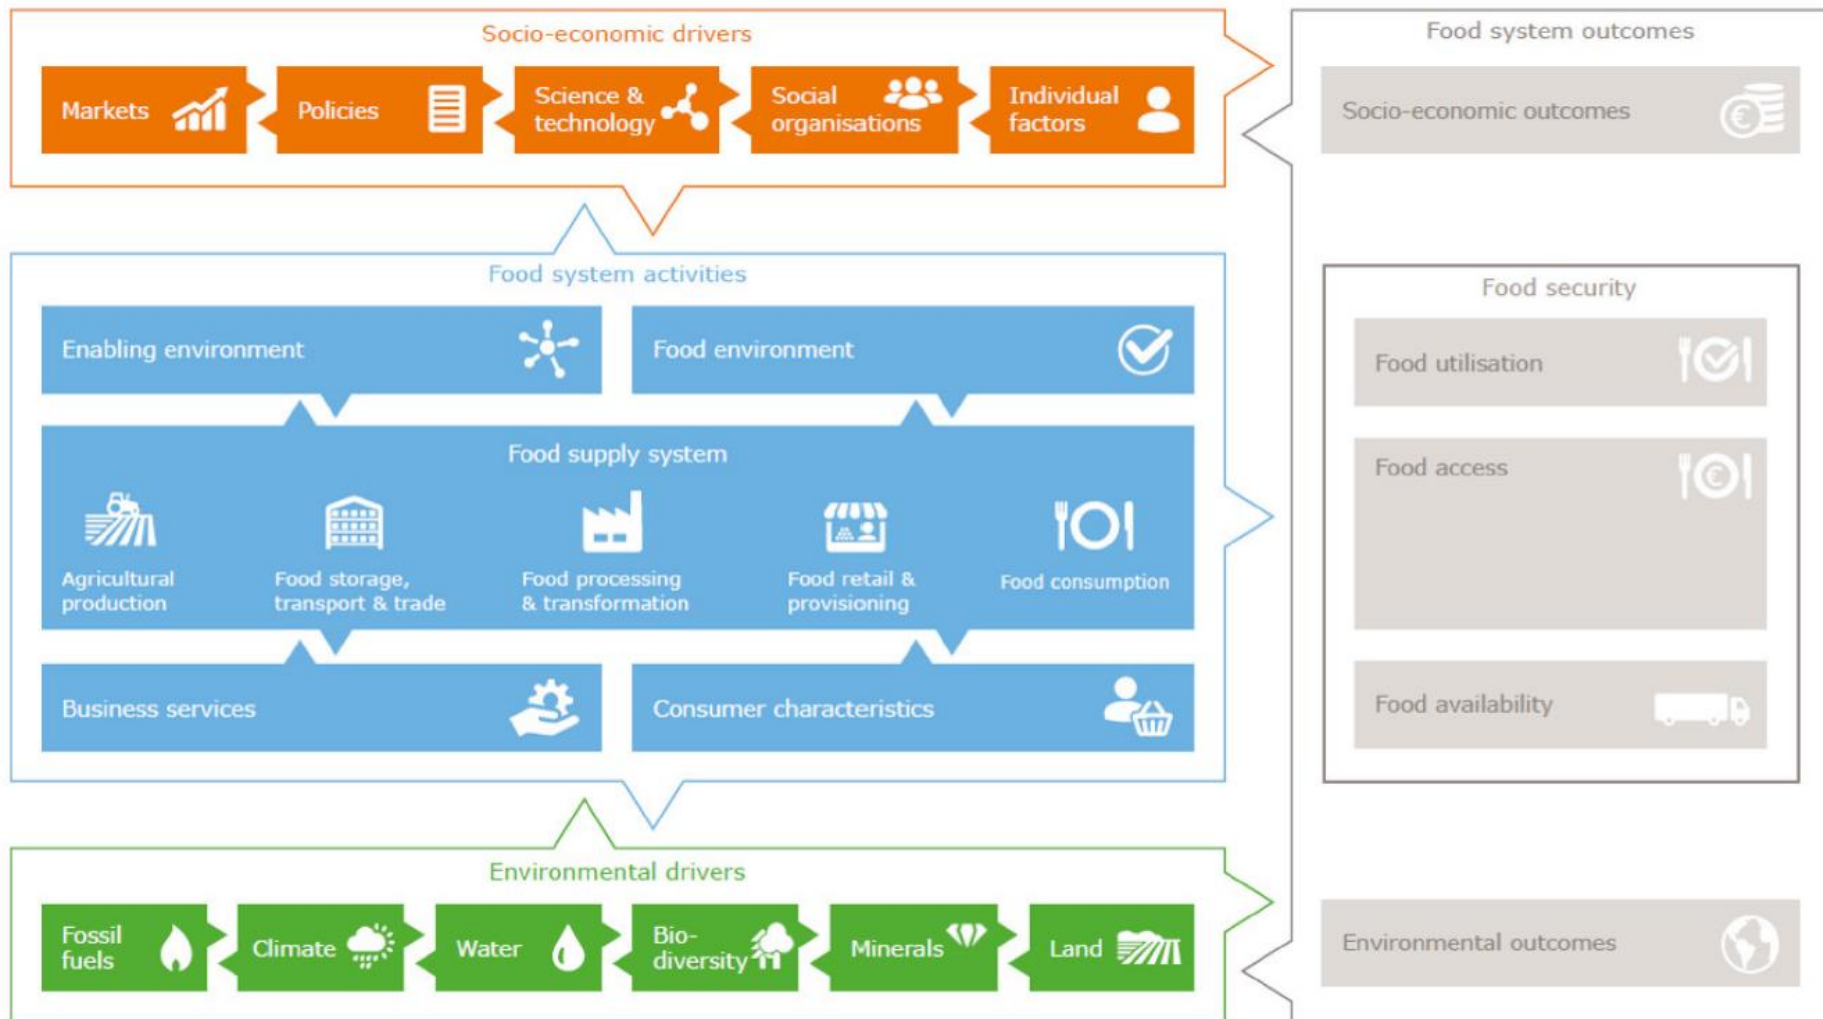 Socio-economic drivers
Markets
Policies
Science &
technology
Social
organisations
Individual
factors
Food system activities
Enabling environment
Food environment
Food supply system
Agricultural
production
Food storage,
transport & trade
Food processing
& transformation
Food retail &
provisioning
Food consumption
Business services
Consumer characteristics
Environmental drivers
Fossil
fuels
Climate
Water
Bio-
diversity
Minerals
Land
Food system outcomes
Socio-economic outcomes
€
Food security
Food utilisation
Food access
€
Food availability
Environmental outcomes